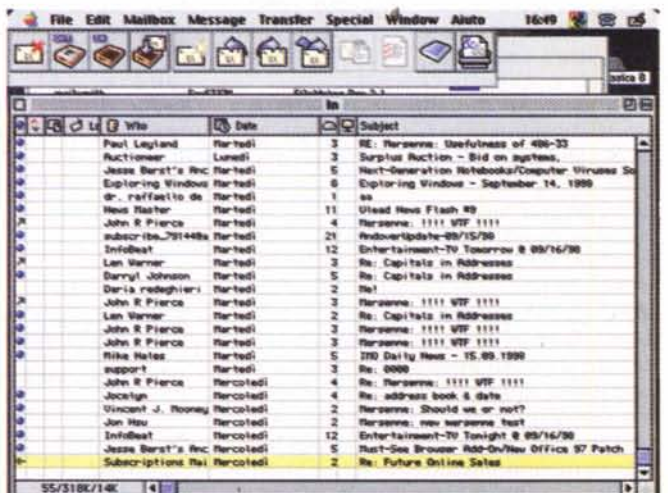 File Edit Mailbox Message Transfer Special Window Aiuto 16:49
In
Who Date Subject
Paul Leyland Martedì 3 RE: Mersenne: Usefulness of 486-33
Auctioneer Lunedì 3 Surplus Auction - Bid on systems,
Jesse Berst's Anc Martedì 5 Next-Generation Notebooks/Computer Viruses So
Exploring Windows Martedì 6 Exploring Windows - September 14, 1998
dr. raffaello de Martedì 1 aa
News Master Martedì 11 Ulead News Flash #9
John R Pierce Martedì 4 Mersenne: !!!! WTF !!!!
subscribe_791448a Martedì 21 AndoverUpdate-09/15/98
InfoBeat Martedì 12 Entertainment-TV Tomorrow @ 09/16/98
Len Warner Martedì 3 Re: Capitals in Addresses
Darryl Johnson Martedì 5 Re: Capitals in Addresses
Daria redeghieri Martedì 2
John R Pierce Martedì 3 Mersenne: !!!! WTF !!!!
Len Warner Martedì 2 Re: Capitals in Addresses
John R Pierce Martedì 3 Mersenne: !!!! WTF !!!!
John R Pierce Martedì 3 Mersenne: !!!! WTF !!!!
Mike Hales Martedì 5 Daily News - 15.09.1998
support Martedì 3 Re: 0000
John R Pierce Mercoledì 4 Re: Mersenne: !!!! WTF !!!!
Jocelyn Mercoledì 4 Re: address book & date
Vincent J. Mooney Mercoledì 2 Mersenne: Should we or not?
Jon Hsu Mercoledì 2 Mersenne: new mersenne test
InfoBeat Mercoledì 12 Entertainment-TV Tonight @ 09/16/98
Jesse Berst's Anc Mercoledì 5 Must-See Browser Add-On/New Office 97 Patch
Subscriptions Mai Mercoledì 2 Re: Future Online Sales
55/318K/14K